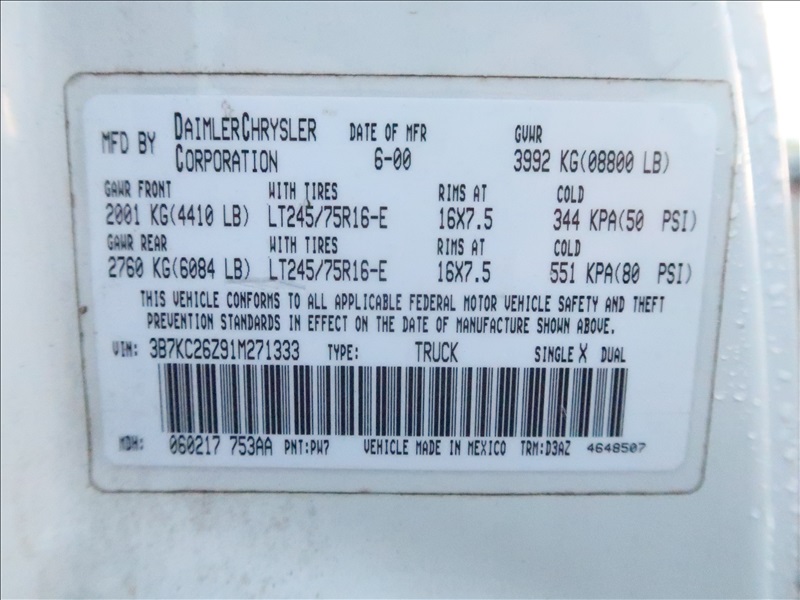 MFD BY DAIMLERCHRYSLER CORPORATION DATE OF MFR 6-00 GVWR 3992 KG(08800 LB)
GAWR FRONT WITH TIRES RIMS AT COLD
2001 KG(4410 LB) LT245/75R16-E 16X7.5 344 KPA(50 PSI)
GAWR REAR WITH TIRES RIMS AT COLD
2760 KG(6084 LB) LT245/75R16-E 16X7.5 551 KPA(80 PSI)
THIS VEHICLE CONFORMS TO ALL APPLICABLE FEDERAL MOTOR VEHICLE SAFETY AND THEFT
PREVENTION STANDARDS IN EFFECT ON THE DATE OF MANUFACTURE SHOWN ABOVE.
VIN: 3B7KC26Z91M271333 TYPE: TRUCK SINGLE X DUAL
MDH: 060217 753AA PNT:PW7 VEHICLE MADE IN MEXICO TRM:D3AZ 4648507